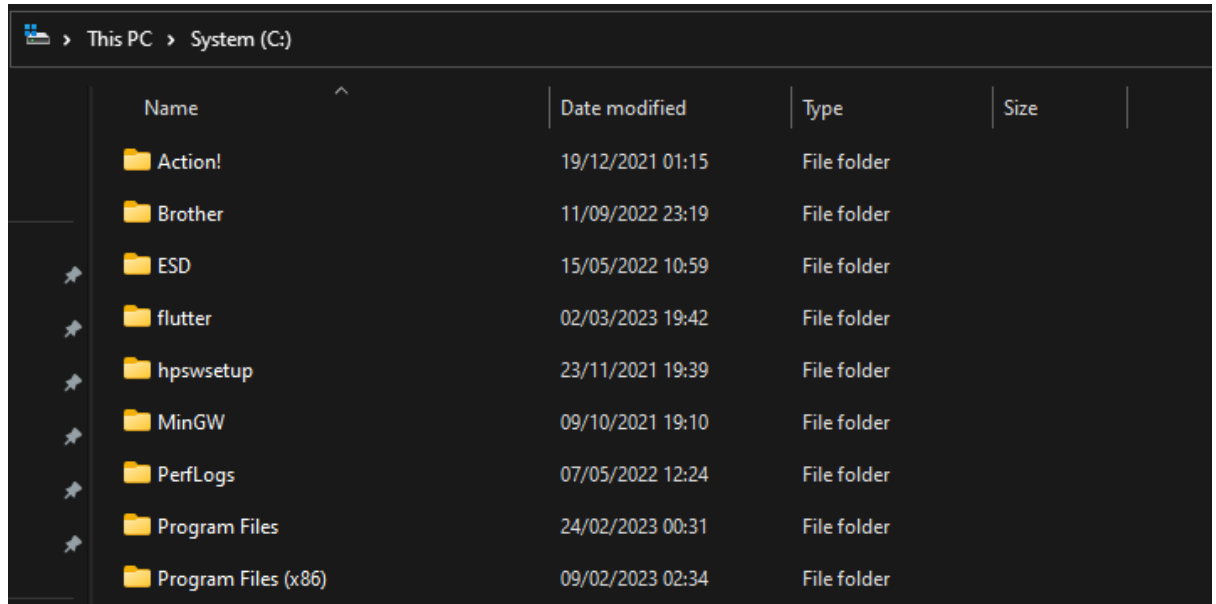 This PC > System (C:)
Name Date modified Type Size
Action! 19/12/2021 01:15 File folder
Brother 11/09/2022 23:19 File folder
ESD 15/05/2022 10:59 File folder
flutter 02/03/2023 19:42 File folder
hpswsetup 23/11/2021 19:39 File folder
MinGW 09/10/2021 19:10 File folder
PerfLogs 07/05/2022 12:24 File folder
Program Files 24/02/2023 00:31 File folder
Program Files (x86) 09/02/2023 02:34 File folder